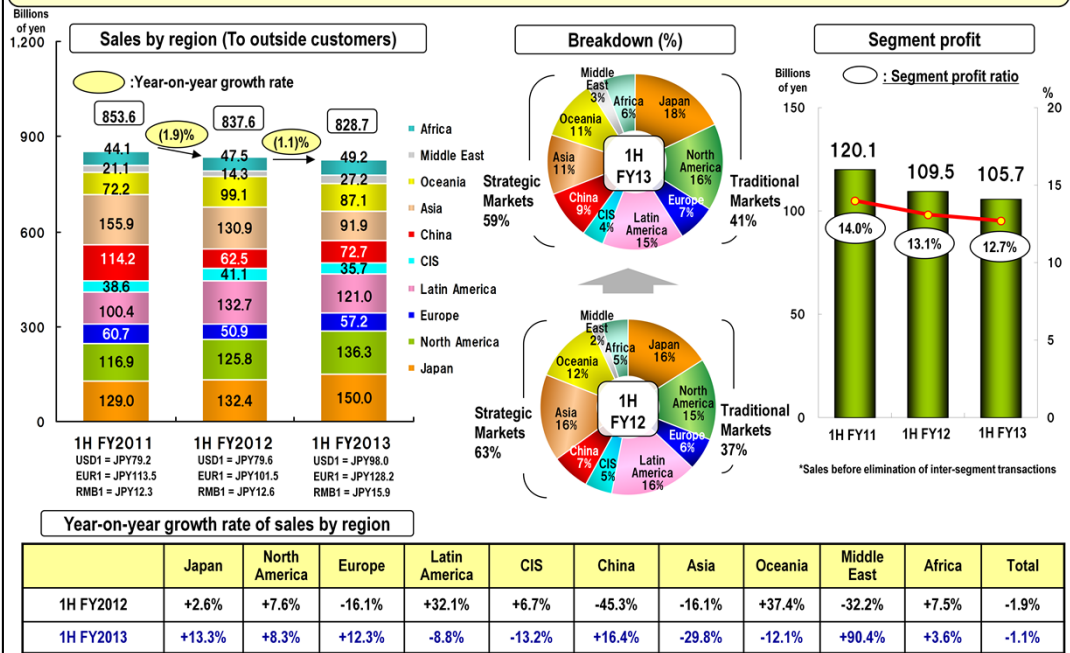 Billions
of yen
Sales by region (To outside customers)
:Year-on-year growth rate
1,200
900
600
300
0
853.6
837.6
828.7
(1.9)%
(1.1)%
44.1
21.1
72.2
155.9
114.2
38.6
100.4
60.7
116.9
129.0
47.5
14.3
99.1
130.9
62.5
41.1
132.7
50.9
125.8
132.4
49.2
27.2
87.1
91.9
72.7
35.7
121.0
57.2
136.3
150.0
Africa
Middle East
Oceania
Asia
China
CIS
Latin America
Europe
North America
Japan
1H FY2011
USD1 = JPY79.2
EUR1 = JPY113.5
RMB1 = JPY12.3
1H FY2012
USD1 = JPY79.6
EUR1 = JPY101.5
RMB1 = JPY12.6
1H FY2013
USD1 = JPY98.0
EUR1 = JPY128.2
RMB1 = JPY15.9
Breakdown (%)
Middle
East
3%
Africa
6%
Japan
18%
North
America
16%
Europe
7%
Latin
America
15%
CIS
4%
China
9%
Asia
11%
Oceania
11%
1H
FY13
Strategic
Markets
59%
Traditional
Markets
41%
Middle
East
2%
Africa
5%
Japan
16%
North
America
15%
Europe
6%
Latin
America
16%
CIS
5%
China
7%
Asia
16%
Oceania
12%
1H
FY12
Strategic
Markets
63%
Traditional
Markets
37%
Segment profit
Billions
of yen
: Segment profit ratio
%
150
100
50
0
20
15
10
5
0
120.1
109.5
105.7
14.0%
13.1%
12.7%
1H FY11
1H FY12
1H FY13
*Sales before elimination of inter-segment transactions
Year-on-year growth rate of sales by region
Japan North America Europe Latin America CIS China Asia Oceania Middle East Africa Total
1H FY2012 +2.6% +7.6% -16.1% +32.1% +6.7% -45.3% -16.1% +37.4% -32.2% +7.5% -1.9%
1H FY2013 +13.3% +8.3% +12.3% -8.8% -13.2% +16.4% -29.8% -12.1% +90.4% +3.6% -1.1%